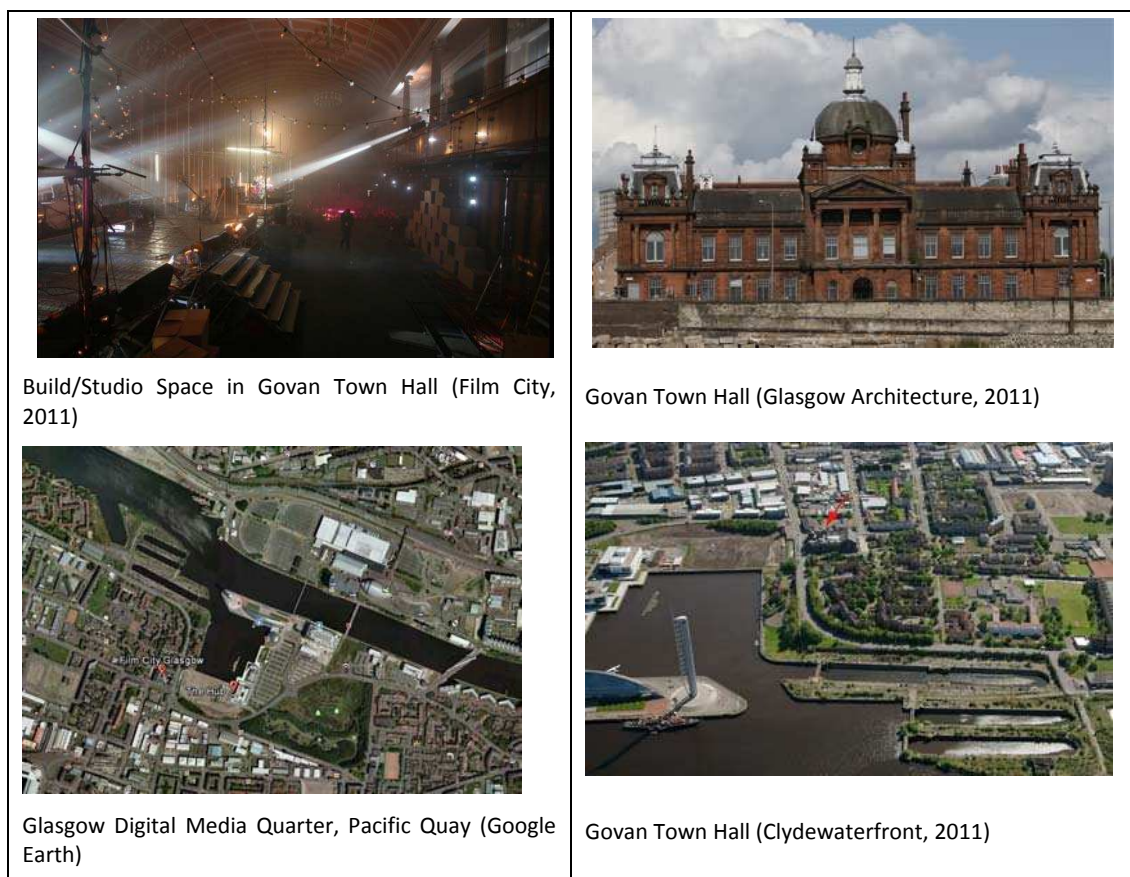 Build/Studio Space in Govan Town Hall (Film City,
2011)
Govan Town Hall (Glasgow Architecture, 2011)
Film City Glasgow
The Hub
Glasgow Digital Media Quarter, Pacific Quay (Google
Earth)
Govan Town Hall (Clydewaterfront, 2011)